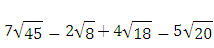 7√45 – 2√8 + 4√18 – 5√20